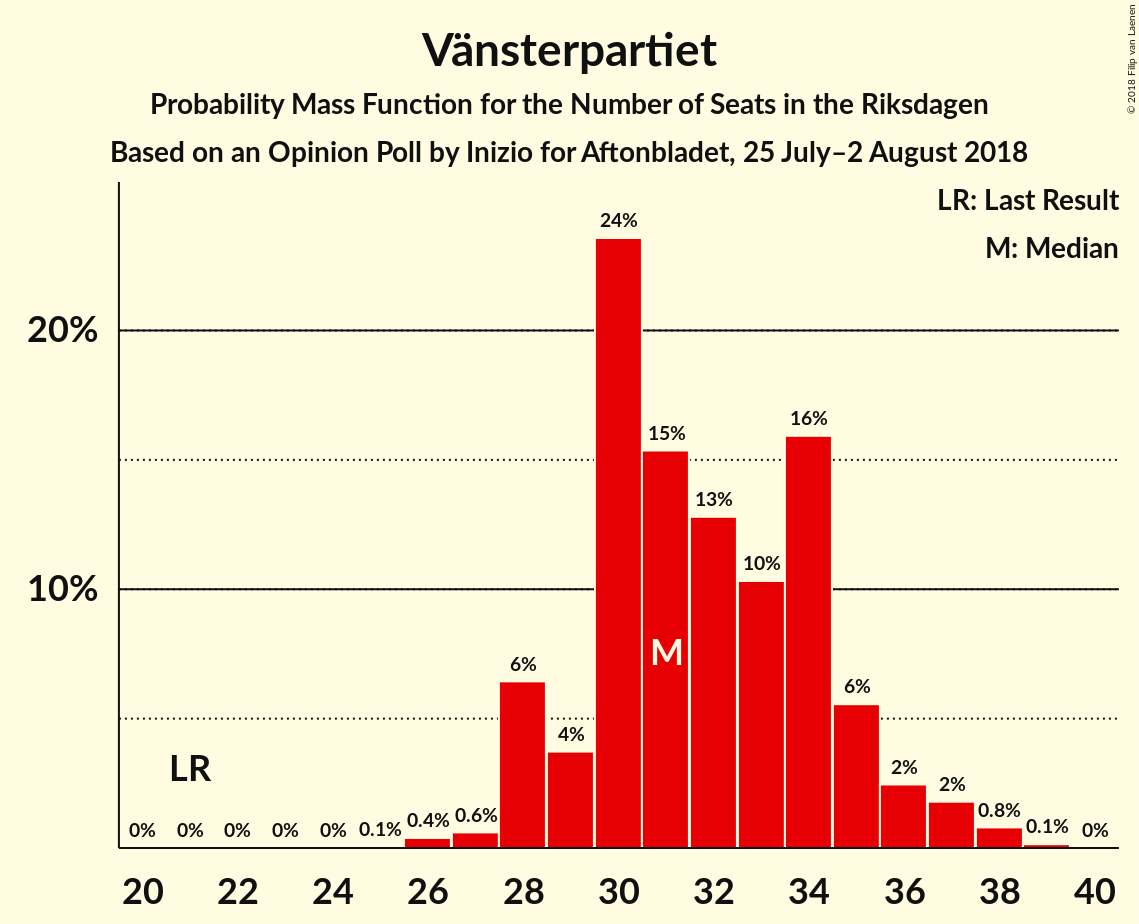 Vänsterpartiet
Probability Mass Function for the Number of Seats in the Riksdagen
Based on an Opinion Poll by Inizio for Aftonbladet, 25 July–2 August 2018
© 2018 Filip van Laenen
LR: Last Result
M: Median
20%
10%
24%
15%
16%
13%
10%
6%
4%
6%
2%
2%
0.8%
0.1%
0%
0%
0%
0%
0%
0%
0.1%
0.4%
0.6%
M
LR
20 22 24 26 28 30 32 34 36 38 40